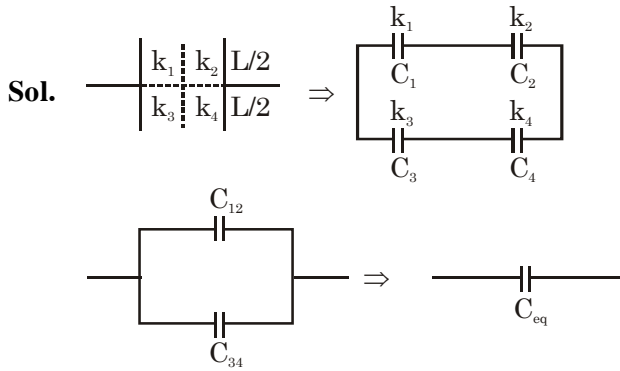 k₁ k₂
k₁ k₂ L/2
C₁ C₂
Sol. ⇒
k₃ k₄ L/2
k₃ k₄
C₃ C₄
C₁₂
⇒
C₃₄
C_eq